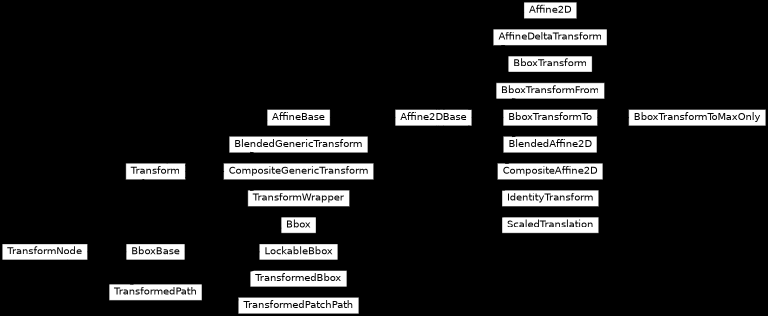 Affine2D
AffineDeltaTransform
BboxTransform
BboxTransformFrom
AffineBase
Affine2DBase
BboxTransformTo
BboxTransformToMaxOnly
BlendedGenericTransform
BlendedAffine2D
Transform
CompositeGenericTransform
CompositeAffine2D
TransformWrapper
IdentityTransform
Bbox
ScaledTranslation
TransformNode
BboxBase
LockableBbox
TransformedBbox
TransformedPath
TransformedPatchPath